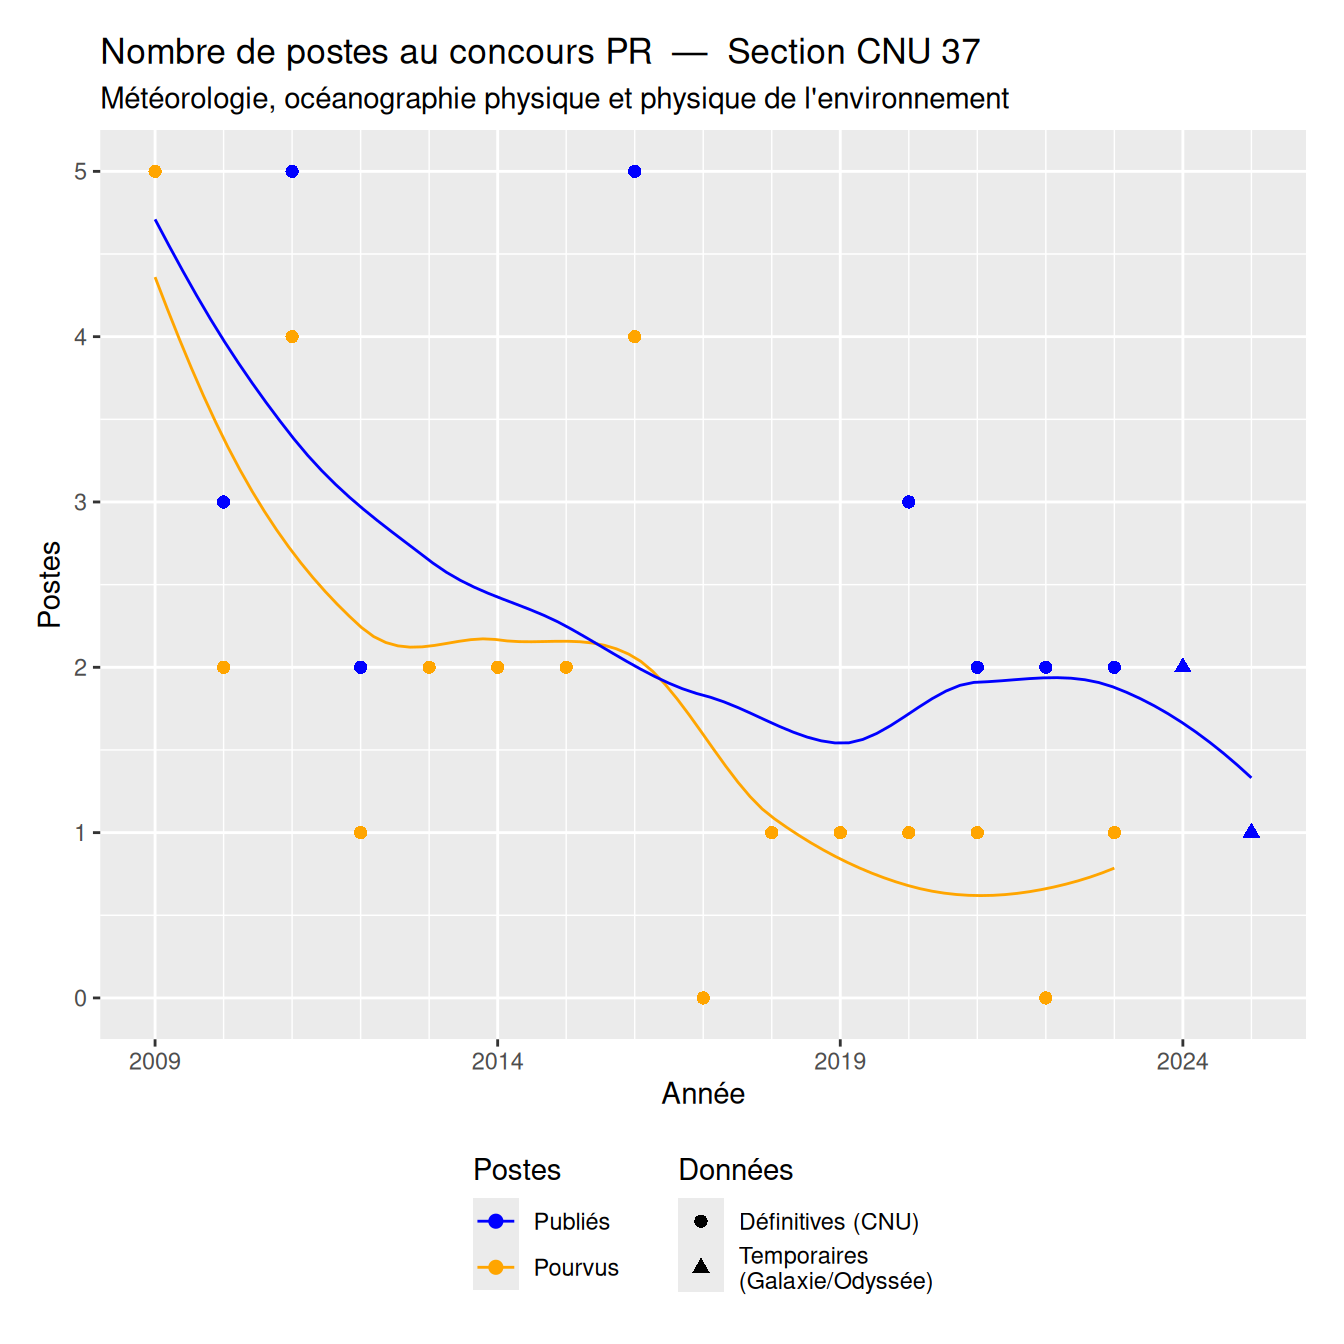 Nombre de postes au concours PR — Section CNU 37
Météorologie, océanographie physique et physique de l'environnement
5
4
3
2
1
0
Postes
2009
2014
2019
2024
Année
Postes
Publiés
Pourvus
Données
Définitives (CNU)
Temporaires
(Galaxie/Odyssée)